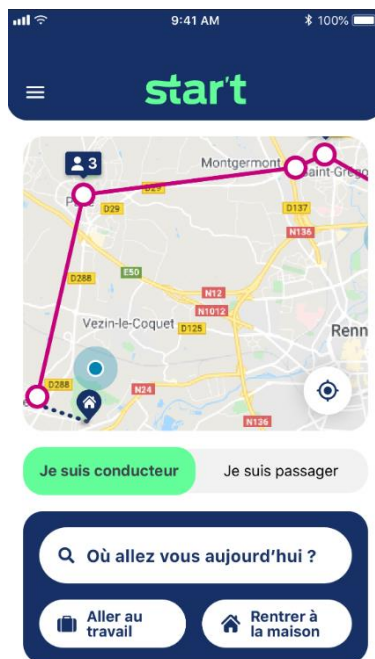 9:41 AM
100%
star't
3
Montgermont
D29
D29
D137
N136
D288
E50
N12
N1012
Vezin-le-Coquet
D125
Renn
D288
N24
N136
Je suis conducteur
Je suis passager
Où allez vous aujourd'hui ?
Aller au
travail
Rentrer à
la maison